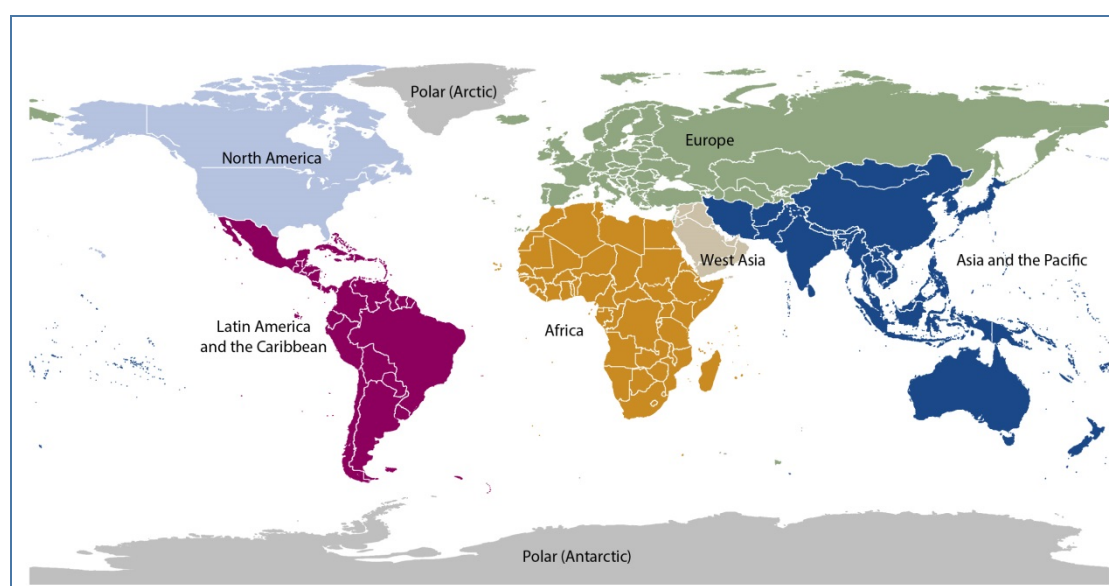 Polar (Arctic)
North America
Europe
West Asia
Asia and the Pacific
Latin America
and the Caribbean
Africa
Polar (Antarctic)